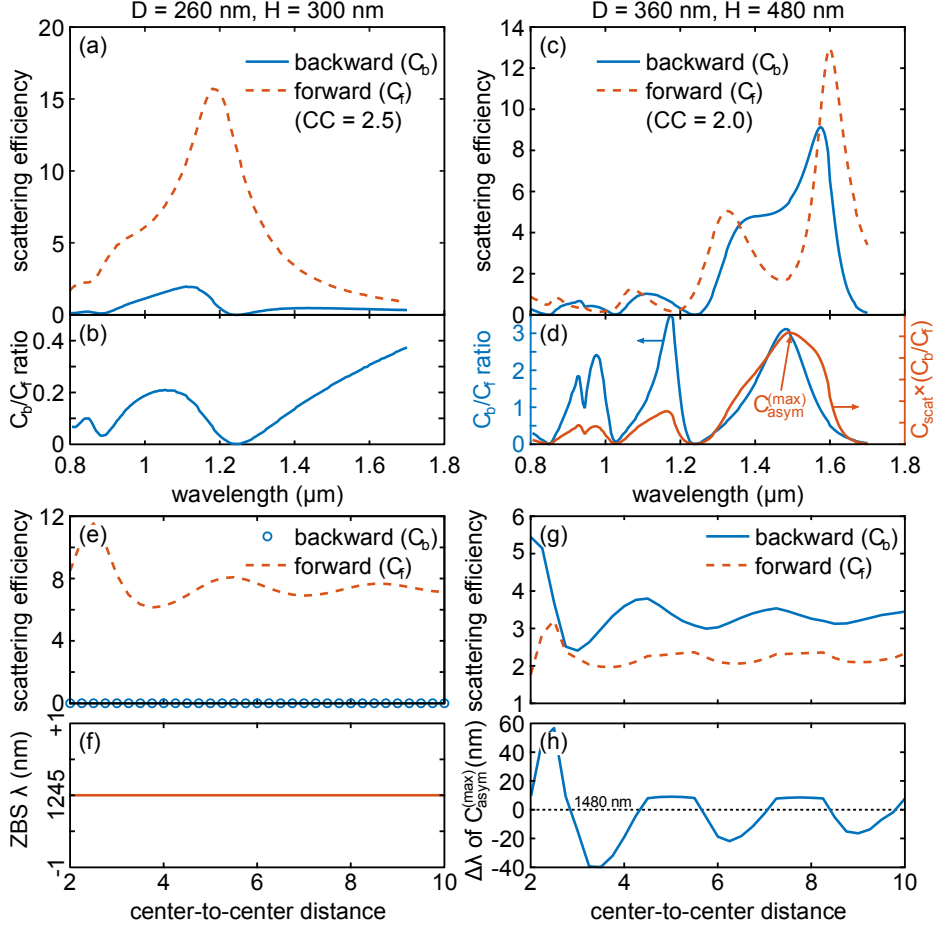 D = 260 nm, H = 300 nm
D = 360 nm, H = 480 nm
(a)
backward (C_b)
forward (C_f)
(CC = 2.5)
scattering efficiency
20
15
10
5
0
(c)
backward (C_b)
forward (C_f)
(CC = 2.0)
scattering efficiency
14
12
10
8
6
4
2
0
(b)
C_b/C_f ratio
0.4
0.2
0
0.8 1 1.2 1.4 1.6 1.8
wavelength (μm)
(d)
C_b/C_f ratio
3
2
1
0
C_asym^(max)
C_scat×(C_b/C_f)
0.8 1 1.2 1.4 1.6 1.8
wavelength (μm)
(e)
backward (C_b)
forward (C_f)
scattering efficiency
12
9
6
3
0
(g)
backward (C_b)
forward (C_f)
scattering efficiency
6
5
4
3
2
1
(f)
ZBS λ (nm)
+1
1245
-1
2 4 6 8 10
center-to-center distance
(h)
Δλ of C_asym^(max) (nm)
60
40
20
0
-20
-40
1480 nm
2 4 6 8 10
center-to-center distance